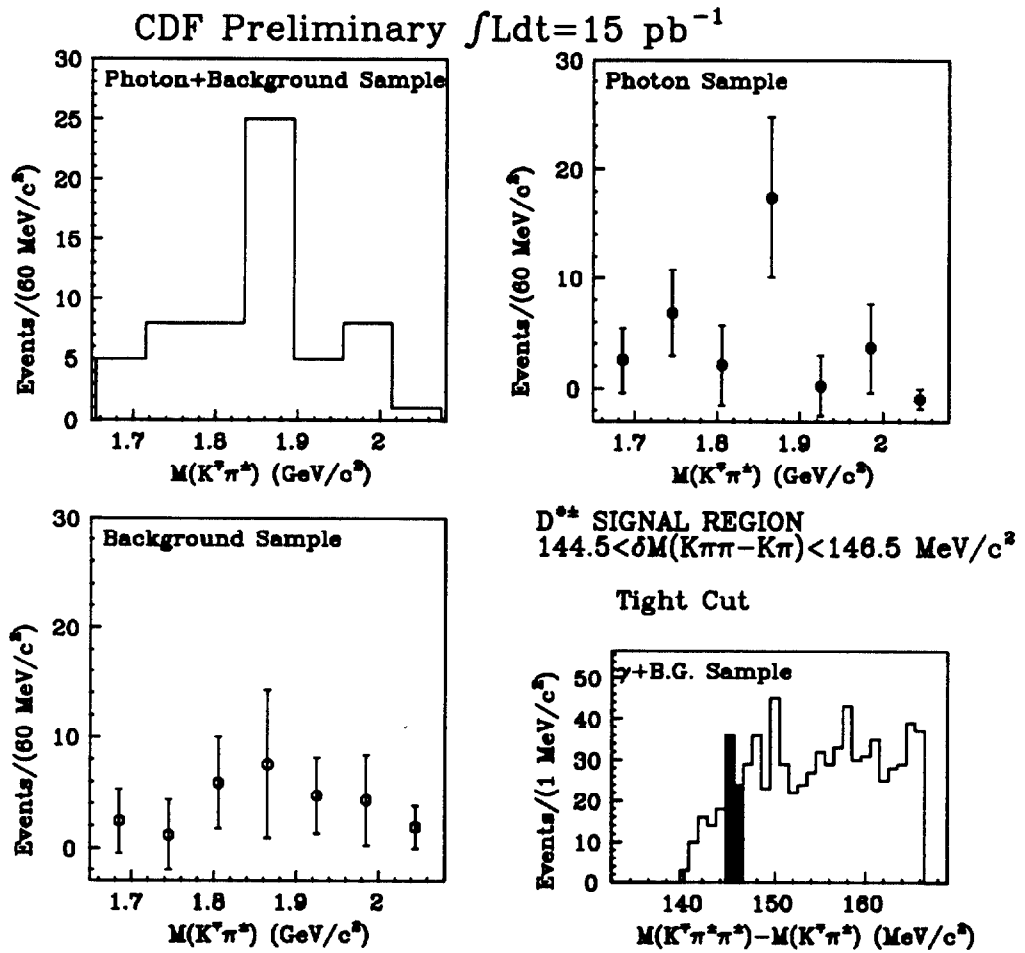 CDF Preliminary ∫Ldt=15 pb⁻¹
Photon+Background Sample
Events/(60 MeV/c²)
30
25
20
15
10
5
0
1.7 1.8 1.9 2
M(K∓π±) (GeV/c²)
Photon Sample
Events/(60 MeV/c²)
30
20
10
0
1.7 1.8 1.9 2
M(K∓π±) (GeV/c²)
Background Sample
Events/(60 MeV/c²)
30
20
10
0
1.7 1.8 1.9 2
M(K∓π±) (GeV/c²)
D*± SIGNAL REGION
144.5<δM(Kππ−Kπ)<146.5 MeV/c²
Tight Cut
γ+B.G. Sample
Events/(1 MeV/c²)
50
40
30
20
10
0
140 150 160
M(K∓π±π±)−M(K∓π±) (MeV/c²)